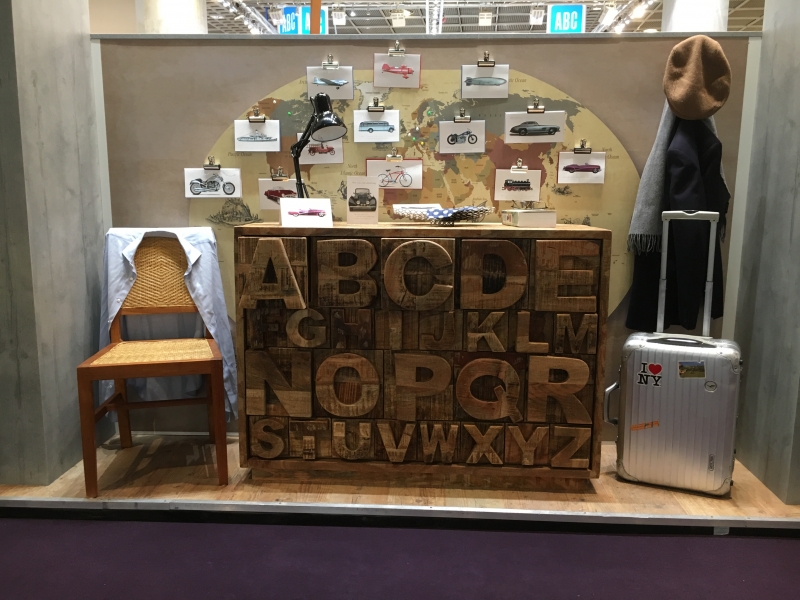 ABC
ABC
ABCDE
FGHIJKLM
NOPQR
STUVWXYZ
I ♥
NY